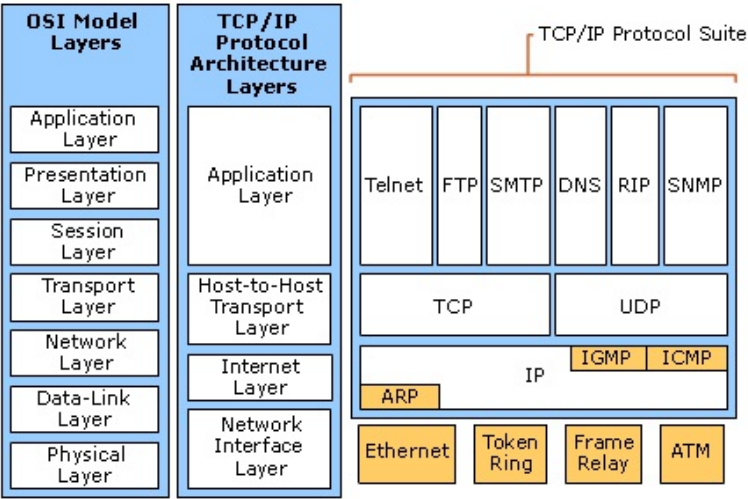 OSI Model
Layers
Application
Layer
Presentation
Layer
Session
Layer
Transport
Layer
Network
Layer
Data-Link
Layer
Physical
Layer
TCP/IP
Protocol
Architecture
Layers
Application
Layer
Host-to-Host
Transport
Layer
Internet
Layer
Network
Interface
Layer
TCP/IP Protocol Suite
Telnet
FTP
SMTP
DNS
RIP
SNMP
TCP
UDP
IP
IGMP
ICMP
ARP
Ethernet
Token
Ring
Frame
Relay
ATM